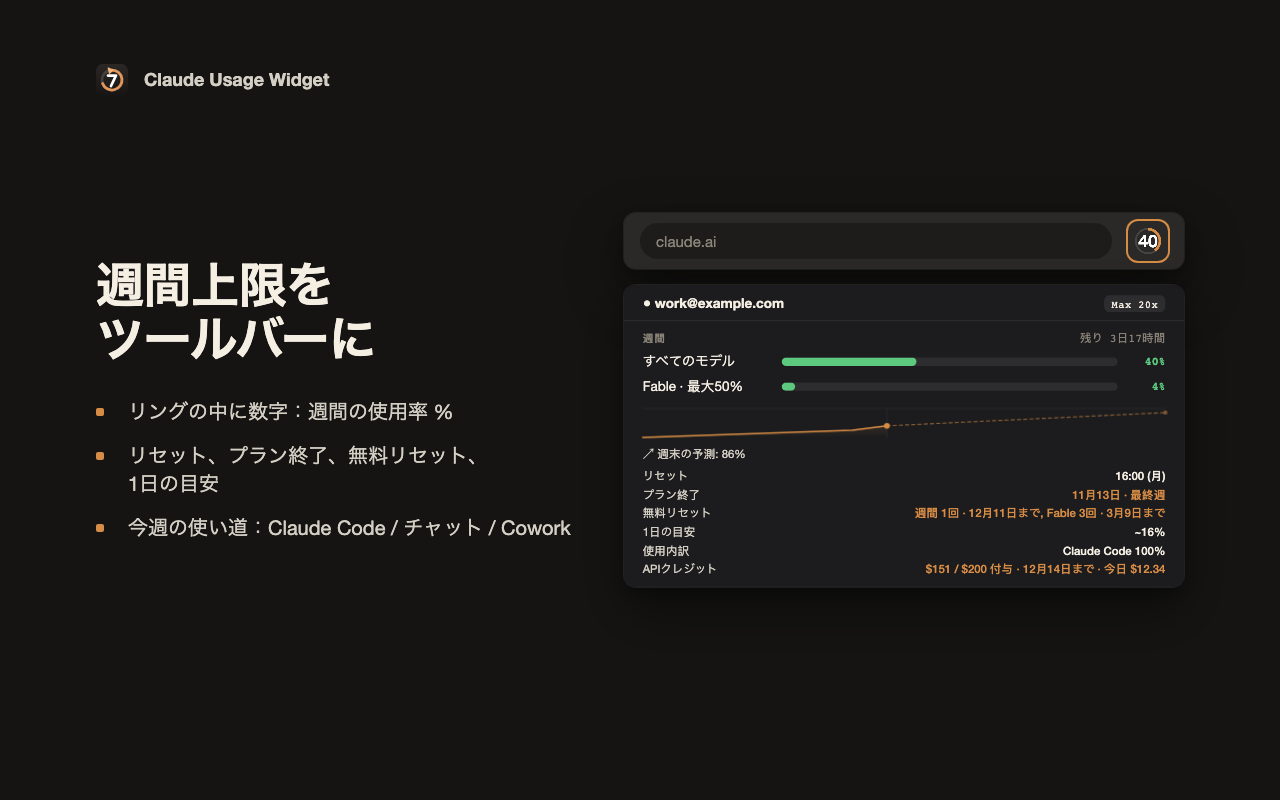 7
Claude Usage Widget
週間上限を
ツールバーに
リングの中に数字：週間の使用率 %
リセット、プラン終了、無料リセット、
1日の目安
今週の使い道：Claude Code / チャット / Cowork
claude.ai
40
work@example.com
Max 20x
週間
残り 3日17時間
すべてのモデル
40%
Fable · 最大50%
4%
↗ 週末の予測: 86%
リセット
16:00 (月)
プラン終了
11月13日 · 最終週
無料リセット
週間 1回 · 12月11日まで, Fable 3回 · 3月9日まで
1日の目安
~16%
使用内訳
Claude Code 100%
APIクレジット
$151 / $200 付与 · 12月14日まで · 今日 $12.34